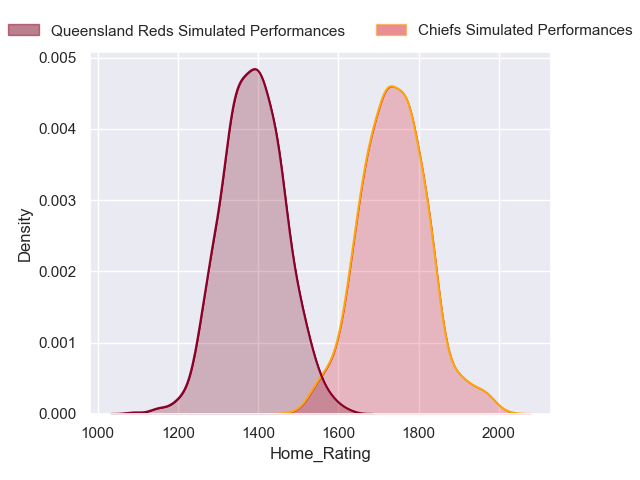 Queensland Reds Simulated Performances
Chiefs Simulated Performances
0.005
0.004
0.003
0.002
0.001
0.000
Density
1000 1200 1400 1600 1800 2000
Home_Rating